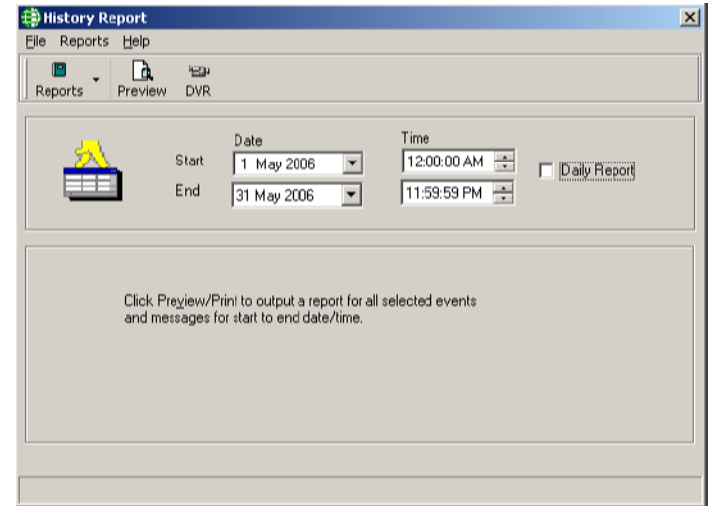 History Report
File Reports Help
Reports Preview DVR
Date Time
Start 1 May 2006 12:00:00 AM Daily Report
End 31 May 2006 11:59:59 PM
Click Preview/Print to output a report for all selected events
and messages for start to end date/time.